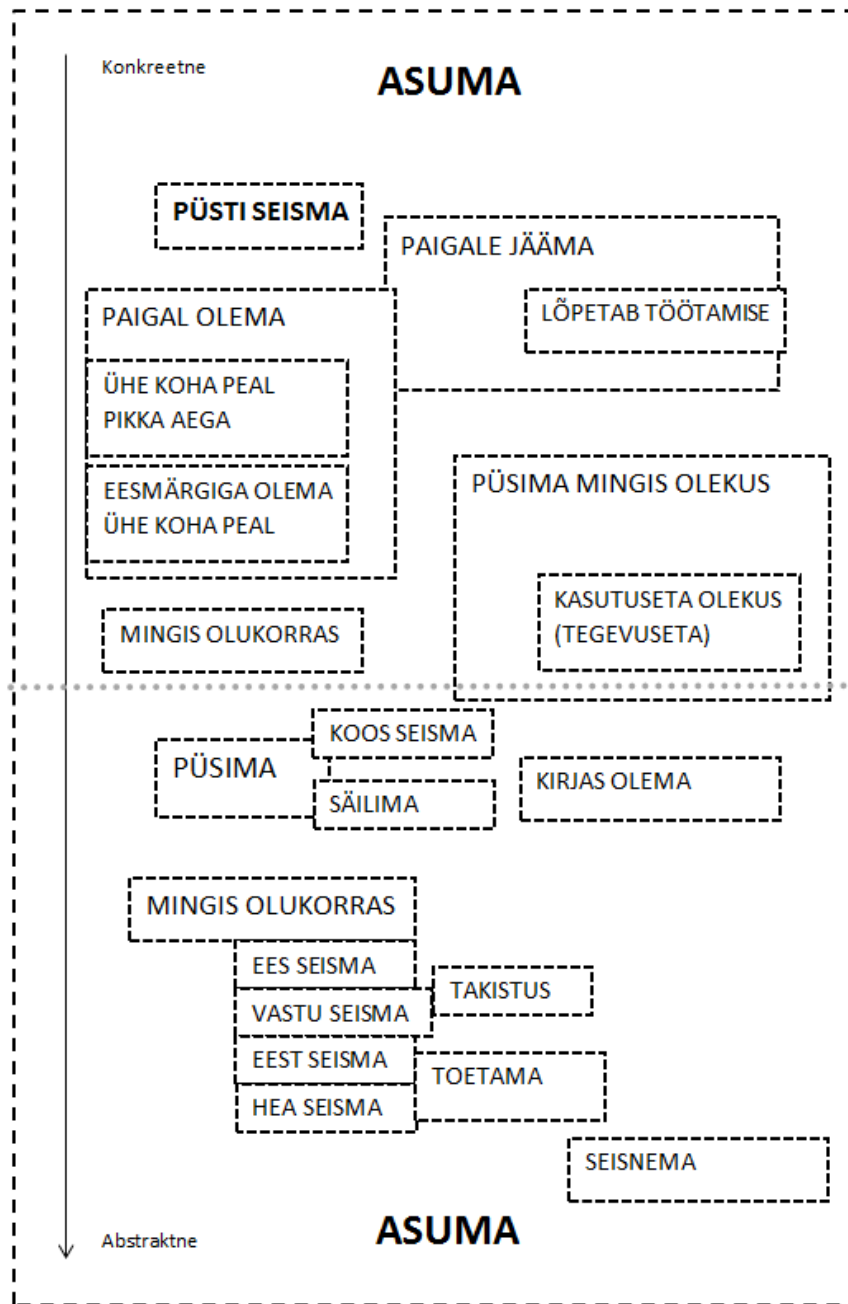 Konkreetne
ASUMA
PÜSTI SEISMA
PAIGALE JÄÄMA
LÕPETAB TÖÖTAMISE
PAIGAL OLEMA
ÜHE KOHA PEAL
PIKKA AEGA
EESMÄRGIGA OLEMA
ÜHE KOHA PEAL
PÜSIMA MINGIS OLEKUS
KASUTUSETA OLEKUS
(TEGEVUSETA)
MINGIS OLUKORRAS
KOOS SEISMA
PÜSIMA
SÄILIMA
KIRJAS OLEMA
MINGIS OLUKORRAS
EES SEISMA
TAKISTUS
VASTU SEISMA
EEST SEISMA
TOETAMA
HEA SEISMA
SEISNEMA
ASUMA
Abstraktne